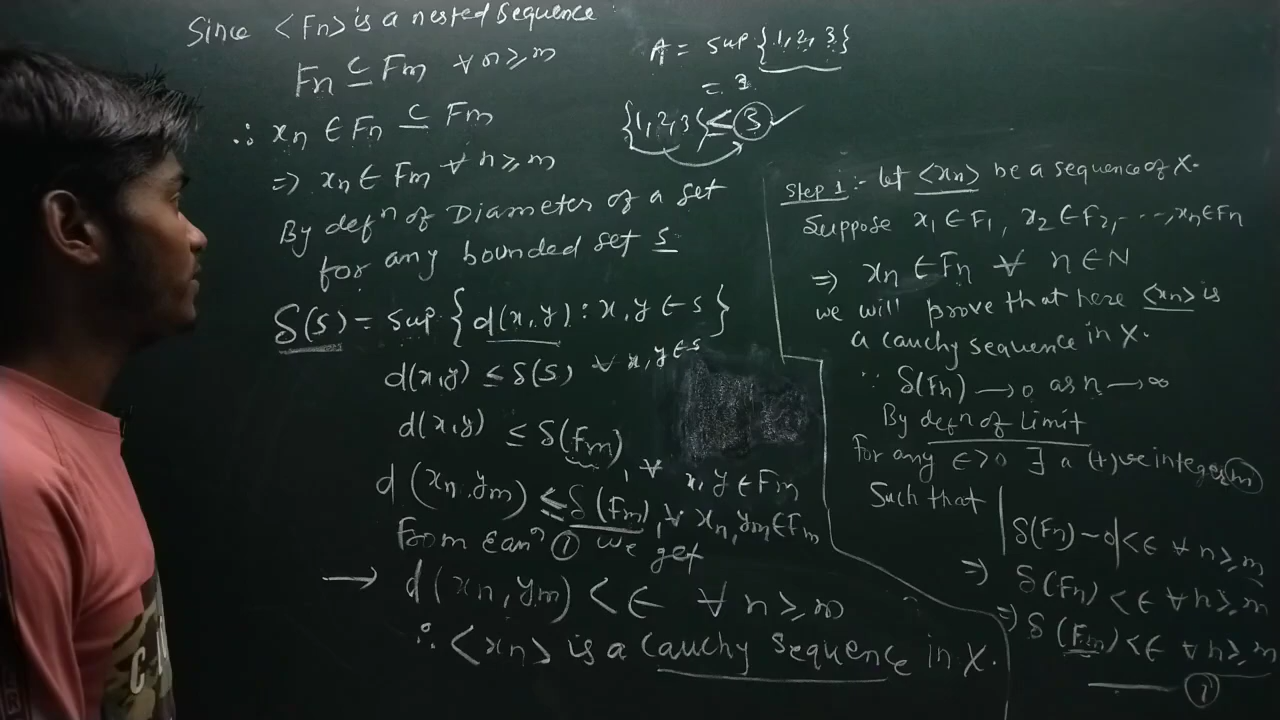 Since <Fn> is a nested sequence
Fn ⊆ Fm ∀ n ≥ m
∴ xn ∈ Fn ⊆ Fm
=> xn ∈ Fm ∀ n ≥ m
By defⁿ of Diameter of a set
for any bounded set S
δ(S) = sup { d(x,y) : x, y ∈ S }
d(x,y) ≤ δ(S) ∀ x, y ∈ S
d(x,y) ≤ δ(Fm), ∀ x, y ∈ Fm
d(xn, ym) ≤ δ(Fm), ∀ xn, ym ∈ Fm
From Eqnⁿ ① we get
→ d(xn, ym) < ∈ ∀ n ≥ m
∴ <xn> is a Cauchy sequence in X.
A = sup {1, 2, 3}
= 3
{1, 2, 3} ≤ ③ ✓
Step 1 :- let <xn> be a sequence of X.
Suppose x1 ∈ F1, x2 ∈ F2, ---, xn ∈ Fn
=> xn ∈ Fn ∀ n ∈ N
we will prove that here <xn> is
a cauchy sequence in X.
∵ δ(Fn) → 0 as n → ∞
By defⁿ of Limit
for any ∈ > 0 ∃ a (+)ve integer m
Such that
|δ(Fn) - 0| < ∈ ∀ n ≥ m
=> δ(Fn) < ∈ ∀ n ≥ m
=> δ(Fm) < ∈ ∀ n ≥ m
—— ①